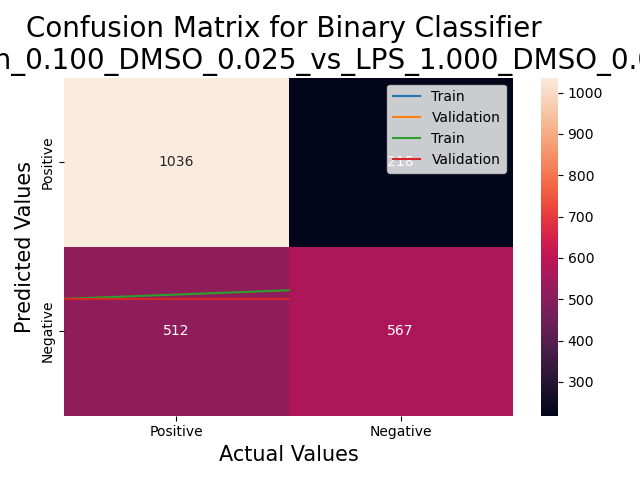 Confusion Matrix for Binary Classifier
n_0.100_DMSO_0.025_vs_LPS_1.000_DMSO_0.0
Train
Validation
Train
Validation
1000
900
800
700
600
500
400
300
Predicted Values
Positive
Negative
1036
218
512
567
Positive
Negative
Actual Values